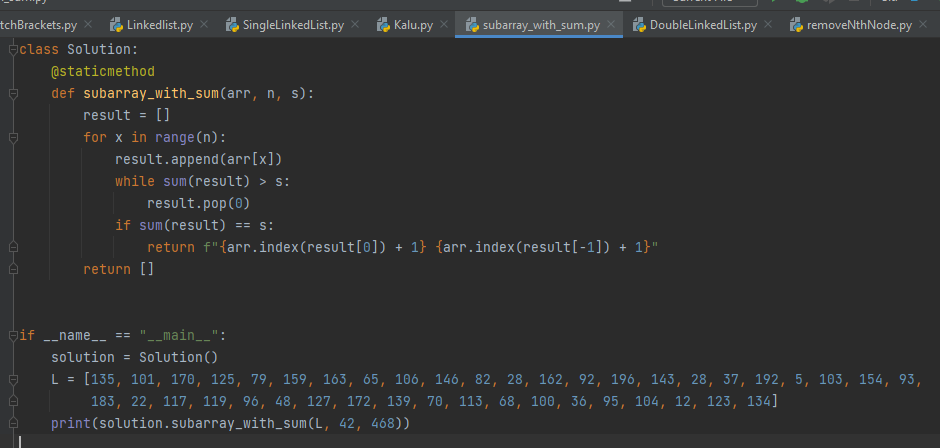 tchBrackets.py Linkedlist.py SingleLinkedList.py Kalu.py subarray_with_sum.py DoubleLinkedList.py removeNthNode.py
class Solution:
    @staticmethod
    def subarray_with_sum(arr, n, s):
        result = []
        for x in range(n):
            result.append(arr[x])
            while sum(result) > s:
                result.pop(0)
            if sum(result) == s:
                return f"{arr.index(result[0]) + 1} {arr.index(result[-1]) + 1}"
        return []
if __name__ == "__main__":
    solution = Solution()
    L = [135, 101, 170, 125, 79, 159, 163, 65, 106, 146, 82, 28, 162, 92, 196, 143, 28, 37, 192, 5, 103, 154, 93,
         183, 22, 117, 119, 96, 48, 127, 172, 139, 70, 113, 68, 100, 36, 95, 104, 12, 123, 134]
    print(solution.subarray_with_sum(L, 42, 468))